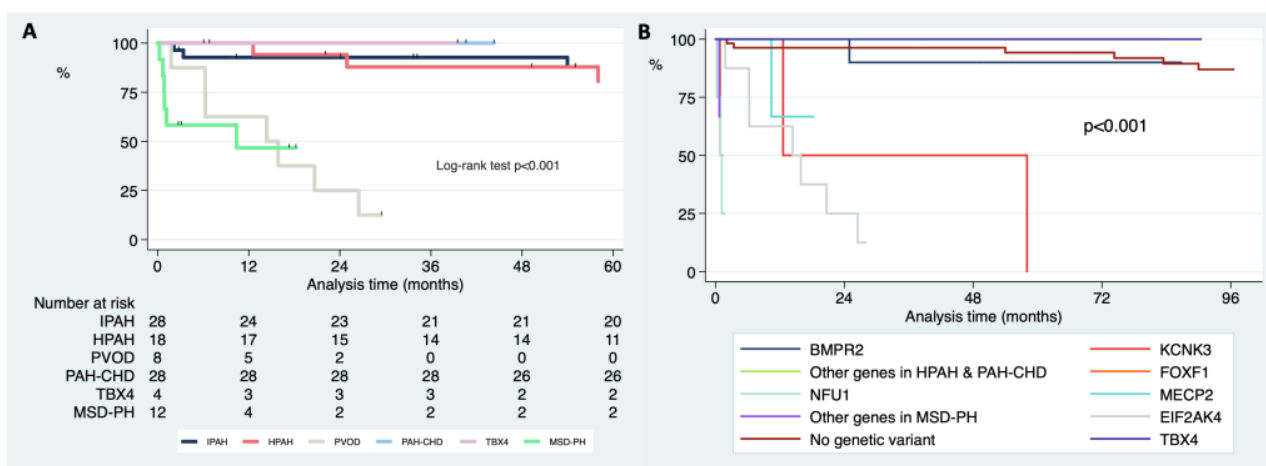 A
100
%
75
50
Log-rank test p<0.001
25
0
0 12 24 36 48 60
Analysis time (months)
Number at risk
IPAH 28 24 23 21 21 20
HPAH 18 17 15 14 14 11
PVOD 8 5 2 0 0 0
PAH-CHD 28 28 28 28 26 26
TBX4 4 3 3 3 2 2
MSD-PH 12 4 2 2 2 2
IPAH HPAH PVOD PAH-CHD TBX4 MSD-PH
B
100
%
75
p<0.001
50
25
0
0 24 48 72 96
Analysis time (months)
BMPR2 KCNK3
Other genes in HPAH & PAH-CHD FOXF1
NFU1 MECP2
Other genes in MSD-PH EIF2AK4
No genetic variant TBX4